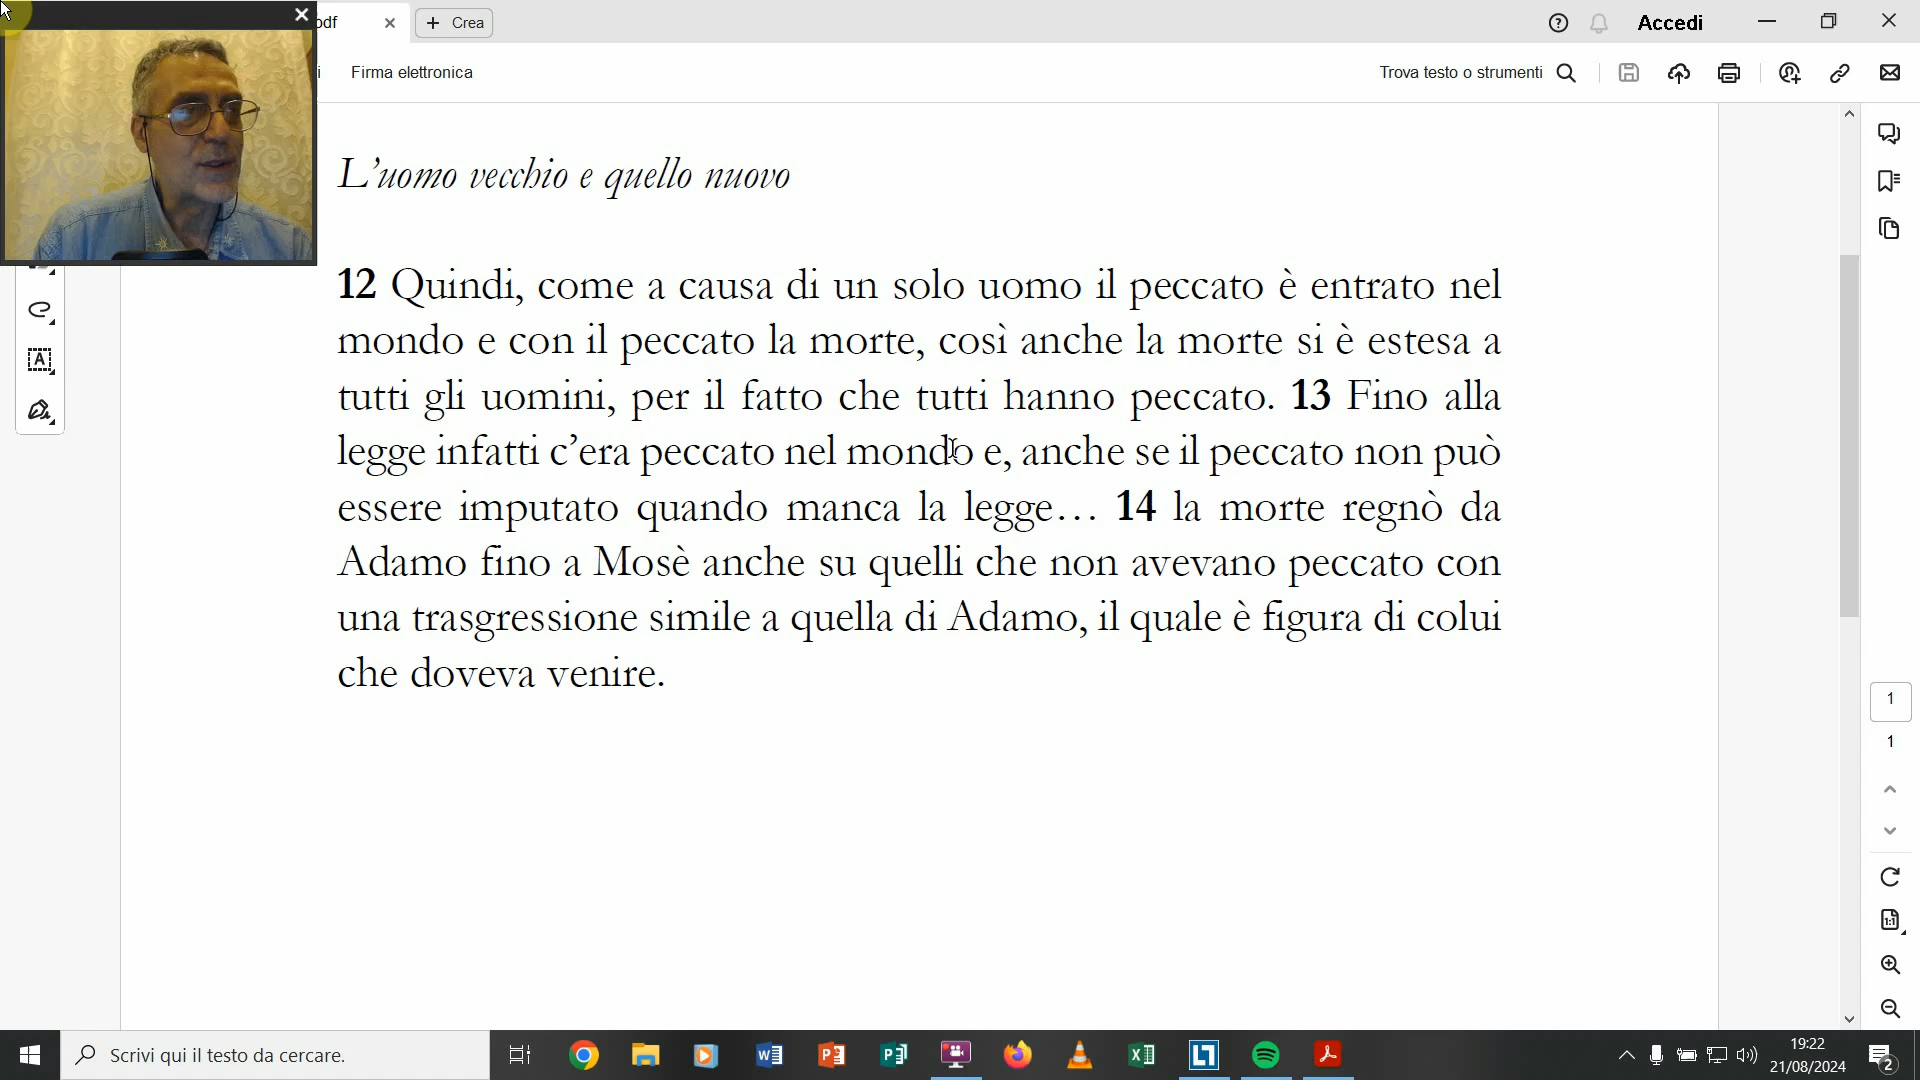 odf
Crea
Accedi
Firma elettronica
Trova testo o strumenti
L’uomo vecchio e quello nuovo
12 Quindi, come a causa di un solo uomo il peccato è entrato nel
mondo e con il peccato la morte, così anche la morte si è estesa a
tutti gli uomini, per il fatto che tutti hanno peccato. 13 Fino alla
legge infatti c’era peccato nel mondo e, anche se il peccato non può
essere imputato quando manca la legge… 14 la morte regnò da
Adamo fino a Mosè anche su quelli che non avevano peccato con
una trasgressione simile a quella di Adamo, il quale è figura di colui
che doveva venire.
1
1
Scrivi qui il testo da cercare.
19:22
21/08/2024
2